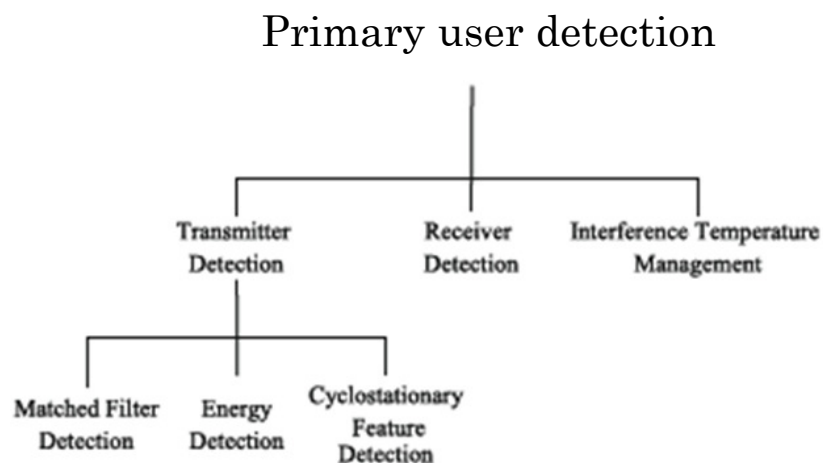 Primary user detection
Transmitter
Detection
Receiver
Detection
Interference Temperature
Management
Matched Filter
Detection
Energy
Detection
Cyclostationary
Feature
Detection